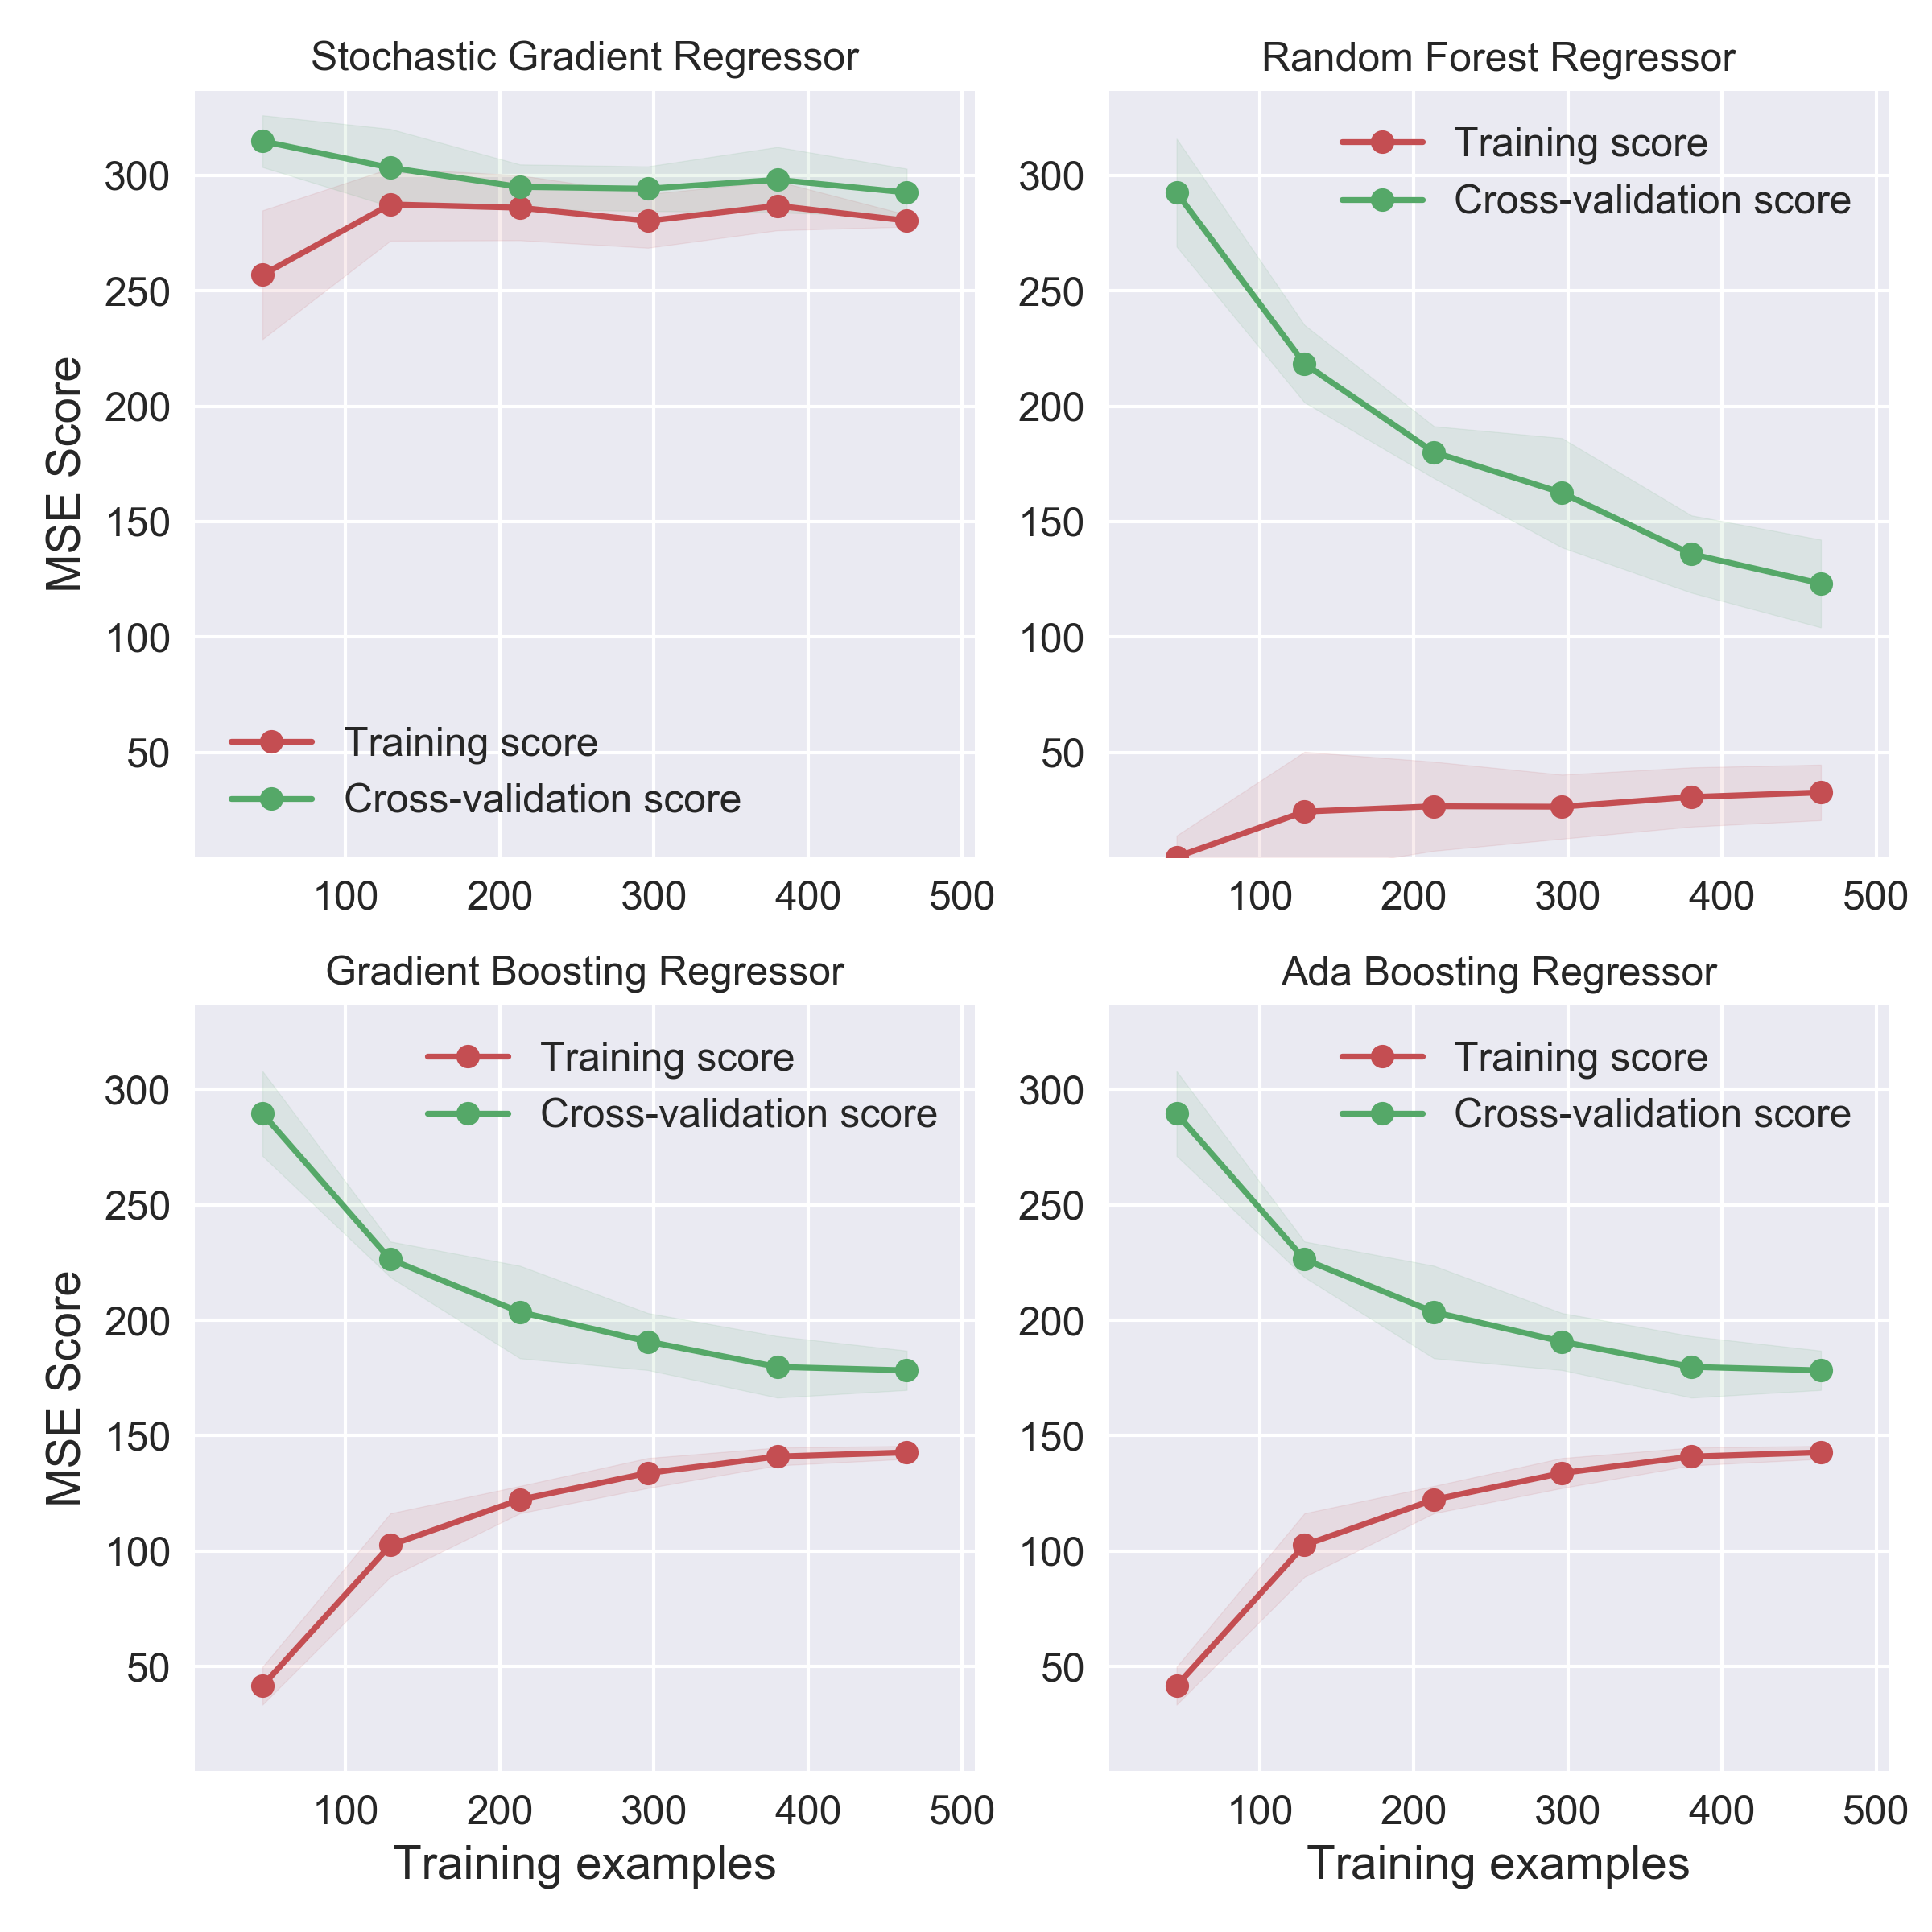 Stochastic Gradient Regressor
MSE Score
300
250
200
150
100
50
Training score
Cross-validation score
100 200 300 400 500
Random Forest Regressor
Training score
Cross-validation score
300
250
200
150
100
50
100 200 300 400 500
Gradient Boosting Regressor
MSE Score
Training score
Cross-validation score
300
250
200
150
100
50
100 200 300 400 500
Training examples
Ada Boosting Regressor
Training score
Cross-validation score
300
250
200
150
100
50
100 200 300 400 500
Training examples